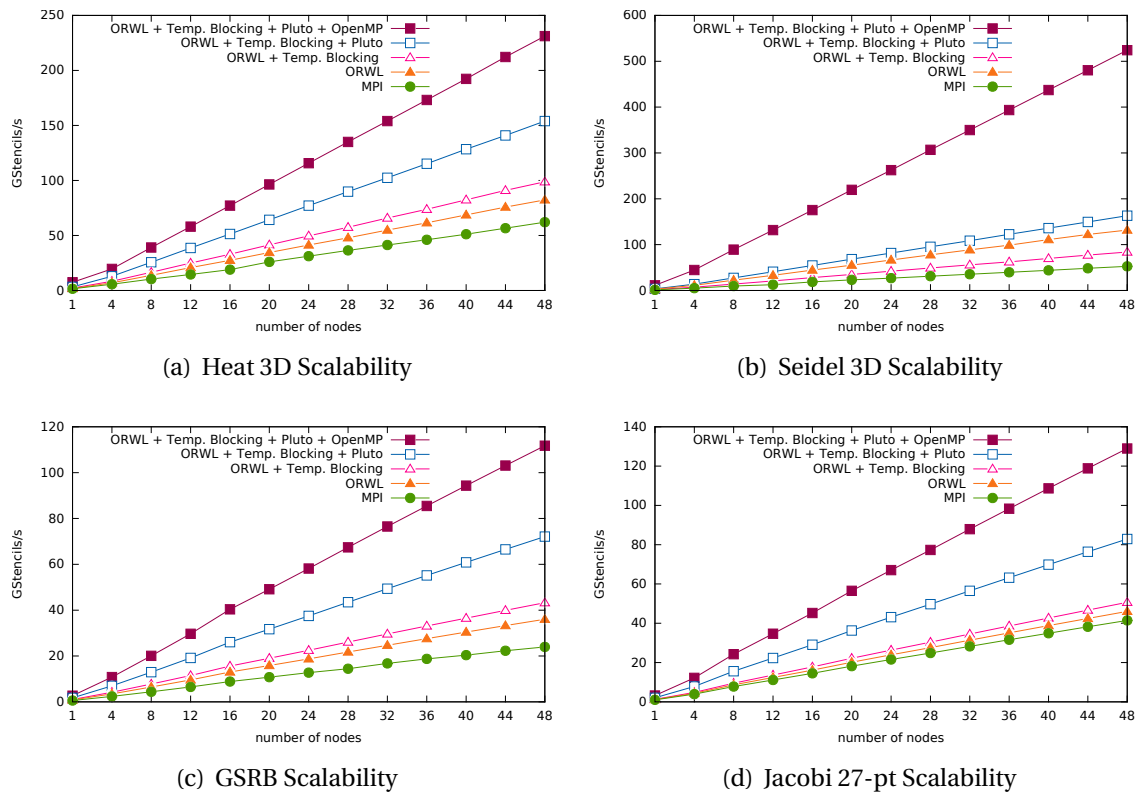 ORWL + Temp. Blocking + Pluto + OpenMP
ORWL + Temp. Blocking + Pluto
ORWL + Temp. Blocking
ORWL
MPI
250
200
150
100
50
0
GStencils/s
1 4 8 12 16 20 24 28 32 36 40 44 48
number of nodes
(a) Heat 3D Scalability
ORWL + Temp. Blocking + Pluto + OpenMP
ORWL + Temp. Blocking + Pluto
ORWL + Temp. Blocking
ORWL
MPI
600
500
400
300
200
100
0
GStencils/s
1 4 8 12 16 20 24 28 32 36 40 44 48
number of nodes
(b) Seidel 3D Scalability
ORWL + Temp. Blocking + Pluto + OpenMP
ORWL + Temp. Blocking + Pluto
ORWL + Temp. Blocking
ORWL
MPI
120
100
80
60
40
20
0
GStencils/s
1 4 8 12 16 20 24 28 32 36 40 44 48
number of nodes
(c) GSRB Scalability
ORWL + Temp. Blocking + Pluto + OpenMP
ORWL + Temp. Blocking + Pluto
ORWL + Temp. Blocking
ORWL
MPI
140
120
100
80
60
40
20
0
GStencils/s
1 4 8 12 16 20 24 28 32 36 40 44 48
number of nodes
(d) Jacobi 27-pt Scalability